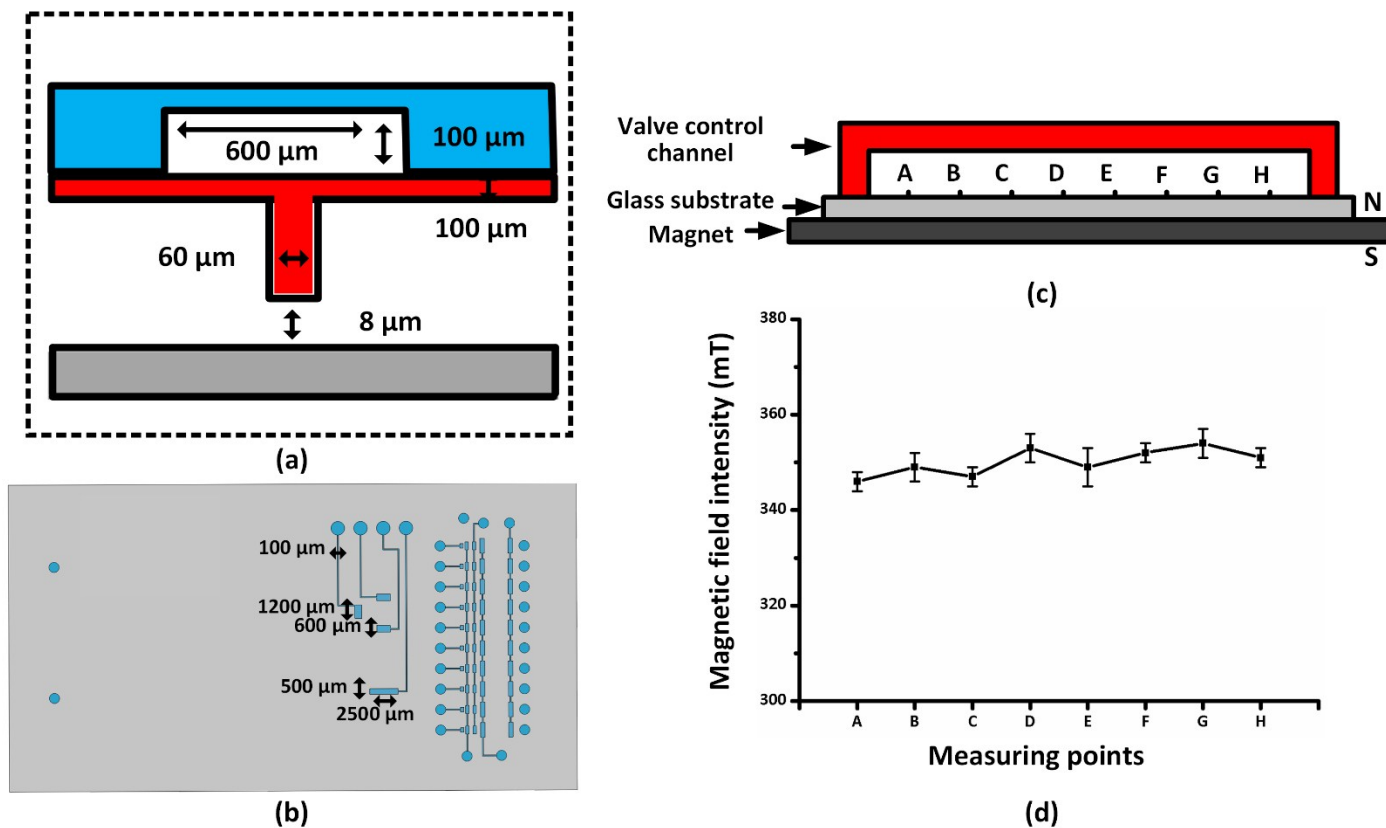 100 µm
600 µm
100 µm
60 µm
8 µm
(a)
100 µm
1200 µm
600 µm
500 µm
2500 µm
(b)
Valve control
channel
A B C D E F G H
Glass substrate
N
Magnet
S
(c)
Magnetic field intensity (mT)
380
360
340
320
300
A B C D E F G H
Measuring points
(d)